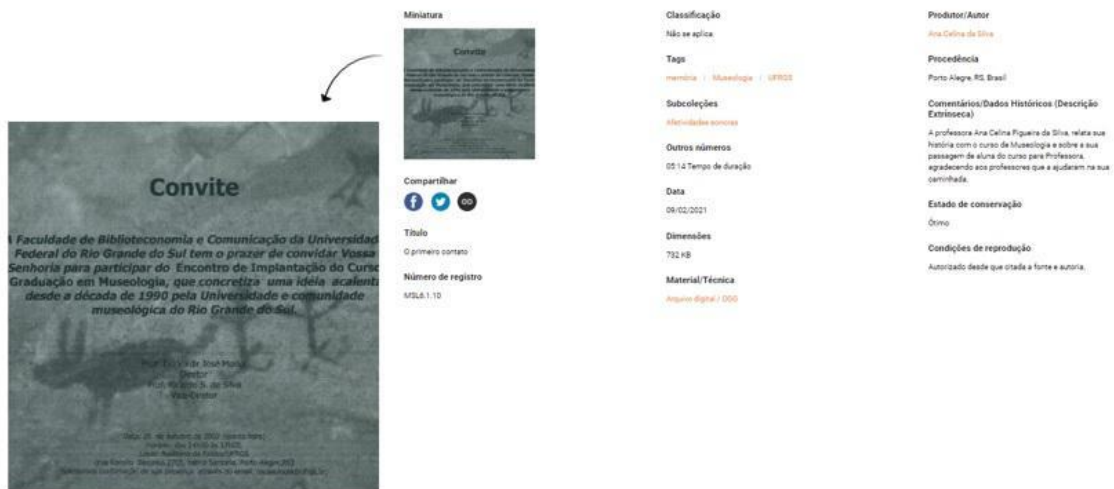 Convite
A Faculdade de Biblioteconomia e Comunicação da Universidad
Federal do Rio Grande do Sul tem o prazer de convidar Vossa
Senhoria para participar do Encontro de Implantação do Curso
Graduação em Museologia, que concretiza uma idéia acalenta
desde a década de 1990 pela Universidade e comunidade
museológica do Rio Grande do Sul.
Diretor
Vice-Diretor
Miniatura
Convite
Compartilhar
Título
O primeiro contato
Número de registro
MSL6.1.10
Classificação
Não se aplica
Tags
memória | Museologia | UFRGS
Subcoleções
Afetividades sonoras
Outros números
05:14 Tempo de duração
Data
09/02/2021
Dimensões
732 KB
Material/Técnica
Arquivo digital / OGG
Produtor/Autor
Ana Celina da Silva
Procedência
Porto Alegre, RS, Brasil
Comentários/Dados Históricos (Descrição
Extrínseca)
A professora Ana Celina Figueira da Silva, relata sua
história com o curso de Museologia e sobre a sua
passagem de aluna do curso para Professora,
agradecendo aos professores que a ajudaram na sua
caminhada.
Estado de conservação
Ótimo
Condições de reprodução
Autorizado desde que citada a fonte e autoria.